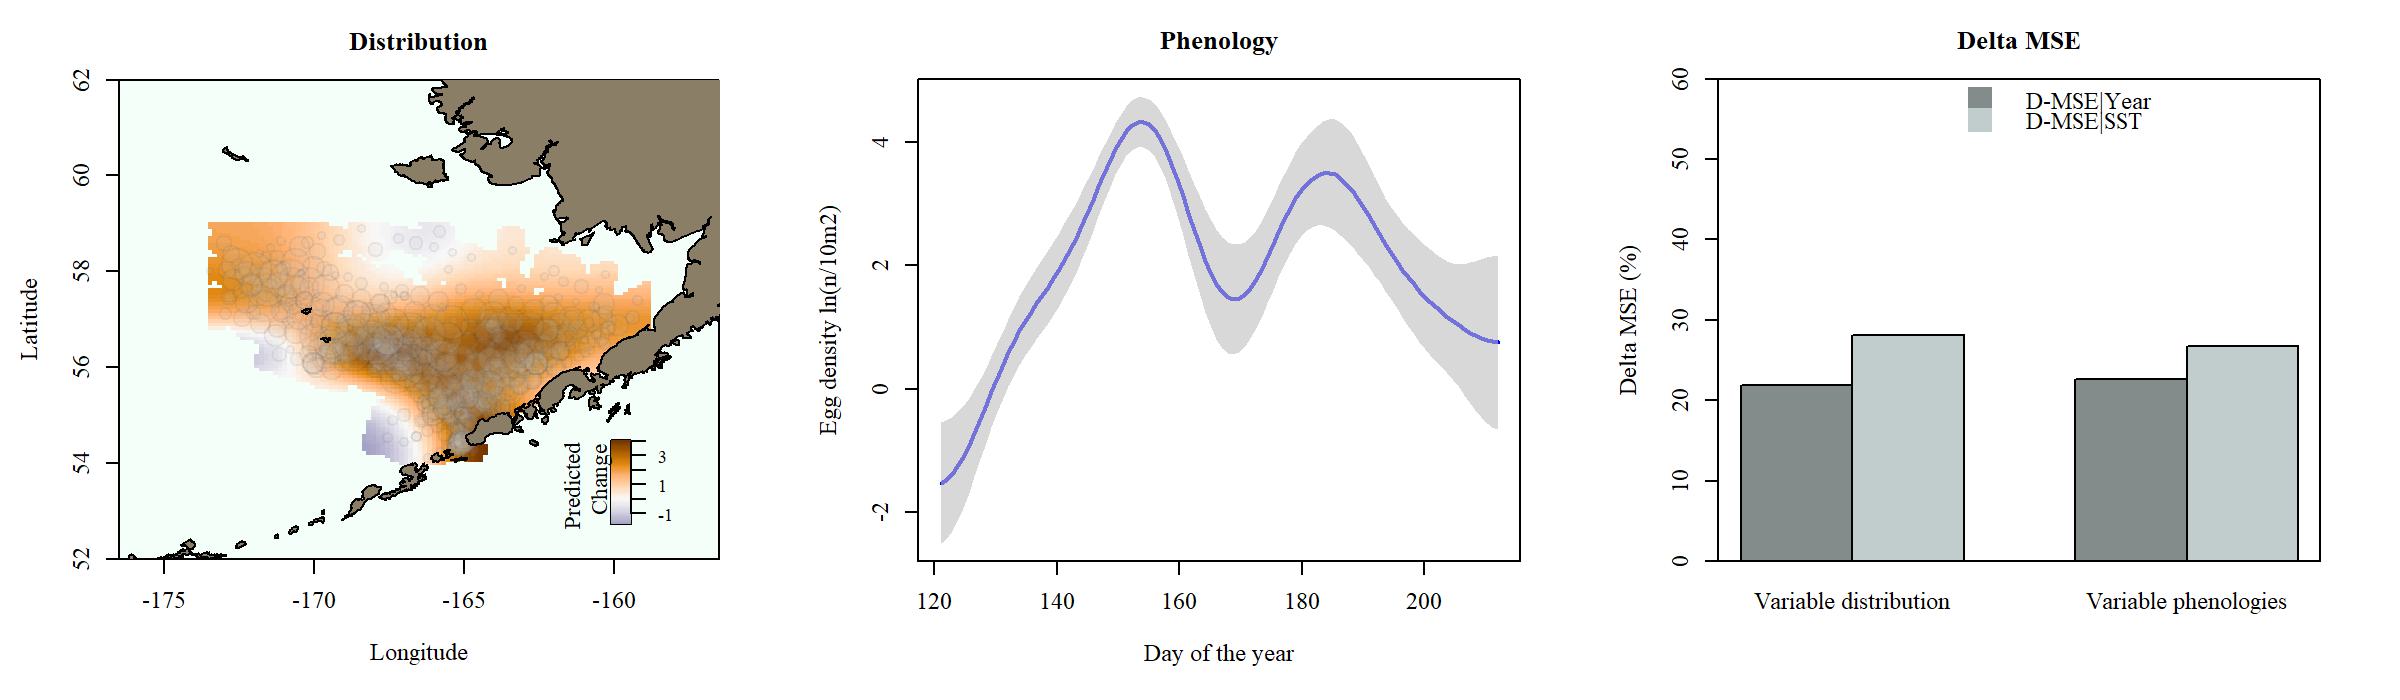 Distribution
62
60
58
56
54
52
Latitude
-175
-170
-165
-160
Longitude
Predicted
Change
3
1
-1
Phenology
4
2
0
-2
Egg density ln(n/10m2)
120
140
160
180
200
Day of the year
Delta MSE
60
50
40
30
20
10
0
Delta MSE (%)
D-MSE|Year
D-MSE|SST
Variable distribution
Variable phenologies